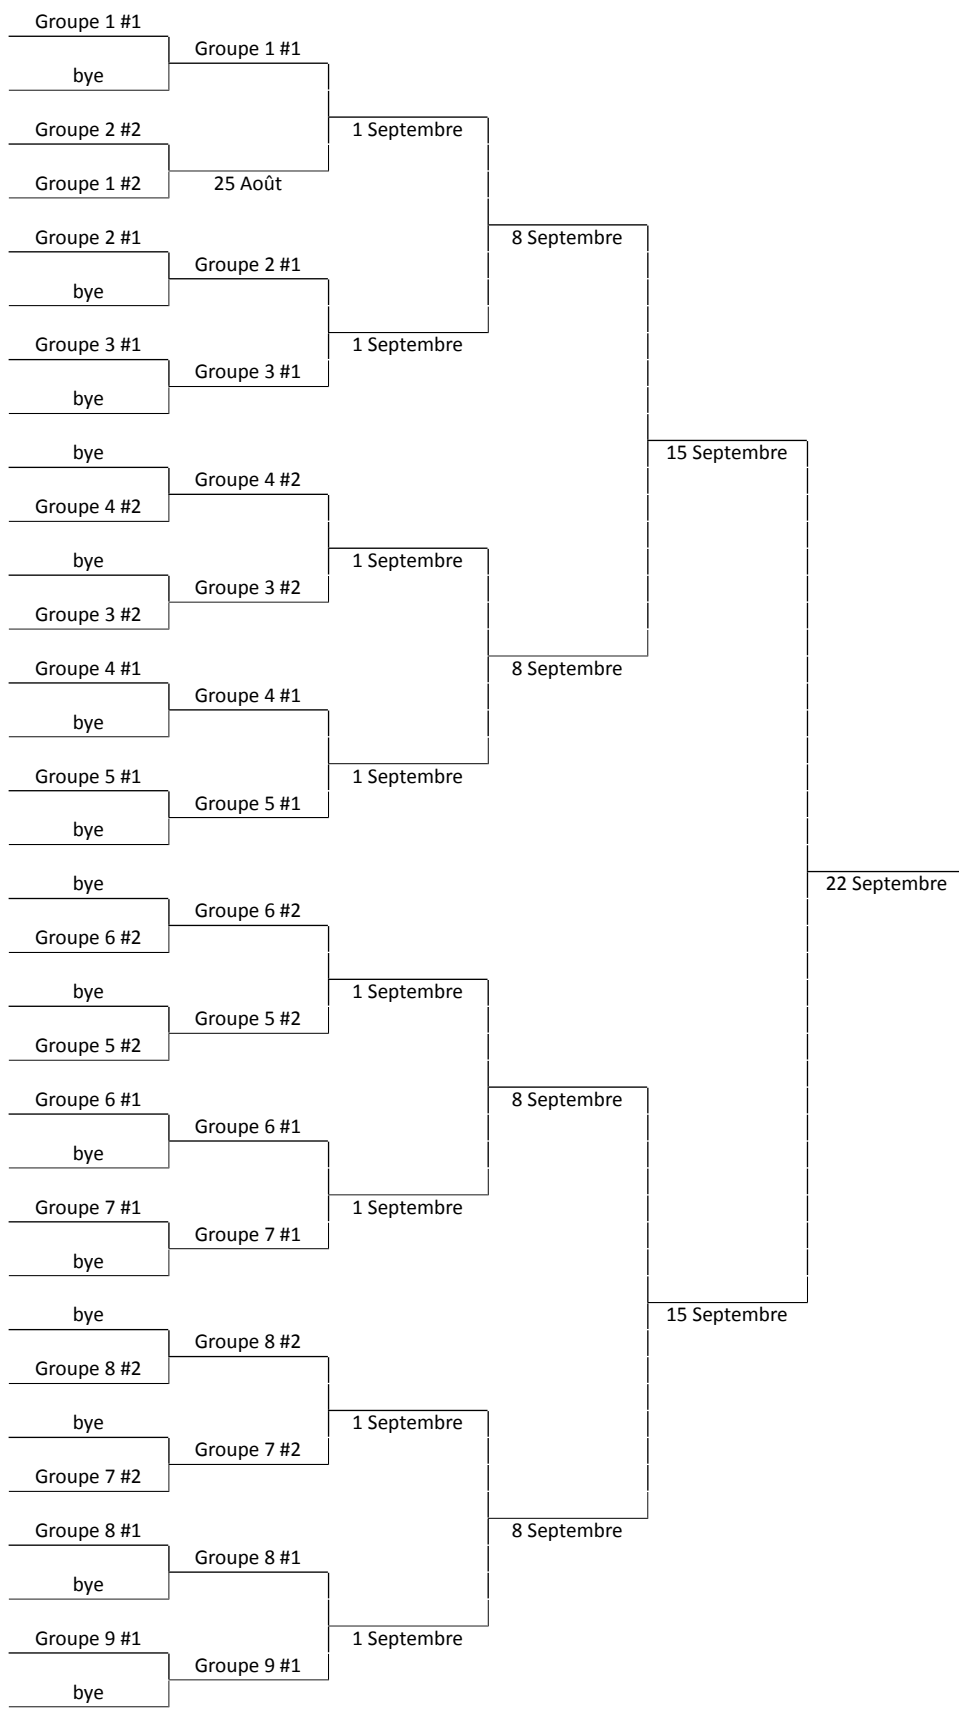 Groupe 1 #1
Groupe 1 #1
bye
Groupe 2 #2
1 Septembre
Groupe 1 #2
25 Août
Groupe 2 #1
8 Septembre
Groupe 2 #1
bye
Groupe 3 #1
1 Septembre
Groupe 3 #1
bye
bye
15 Septembre
Groupe 4 #2
Groupe 4 #2
bye
1 Septembre
Groupe 3 #2
Groupe 3 #2
Groupe 4 #1
8 Septembre
Groupe 4 #1
bye
Groupe 5 #1
1 Septembre
Groupe 5 #1
bye
bye
22 Septembre
Groupe 6 #2
Groupe 6 #2
bye
1 Septembre
Groupe 5 #2
Groupe 5 #2
Groupe 6 #1
8 Septembre
Groupe 6 #1
bye
Groupe 7 #1
1 Septembre
Groupe 7 #1
bye
bye
15 Septembre
Groupe 8 #2
Groupe 8 #2
bye
1 Septembre
Groupe 7 #2
Groupe 7 #2
Groupe 8 #1
8 Septembre
Groupe 8 #1
bye
Groupe 9 #1
1 Septembre
Groupe 9 #1
bye